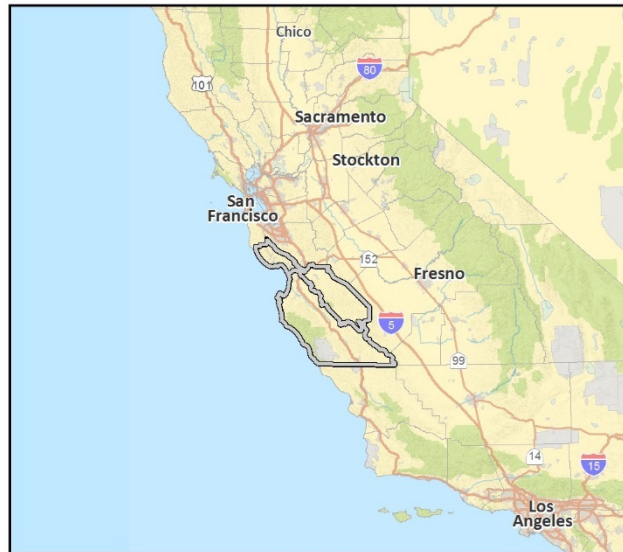 Chico
80
101
Sacramento
Stockton
San
Francisco
152
Fresno
5
99
14
15
Los
Angeles